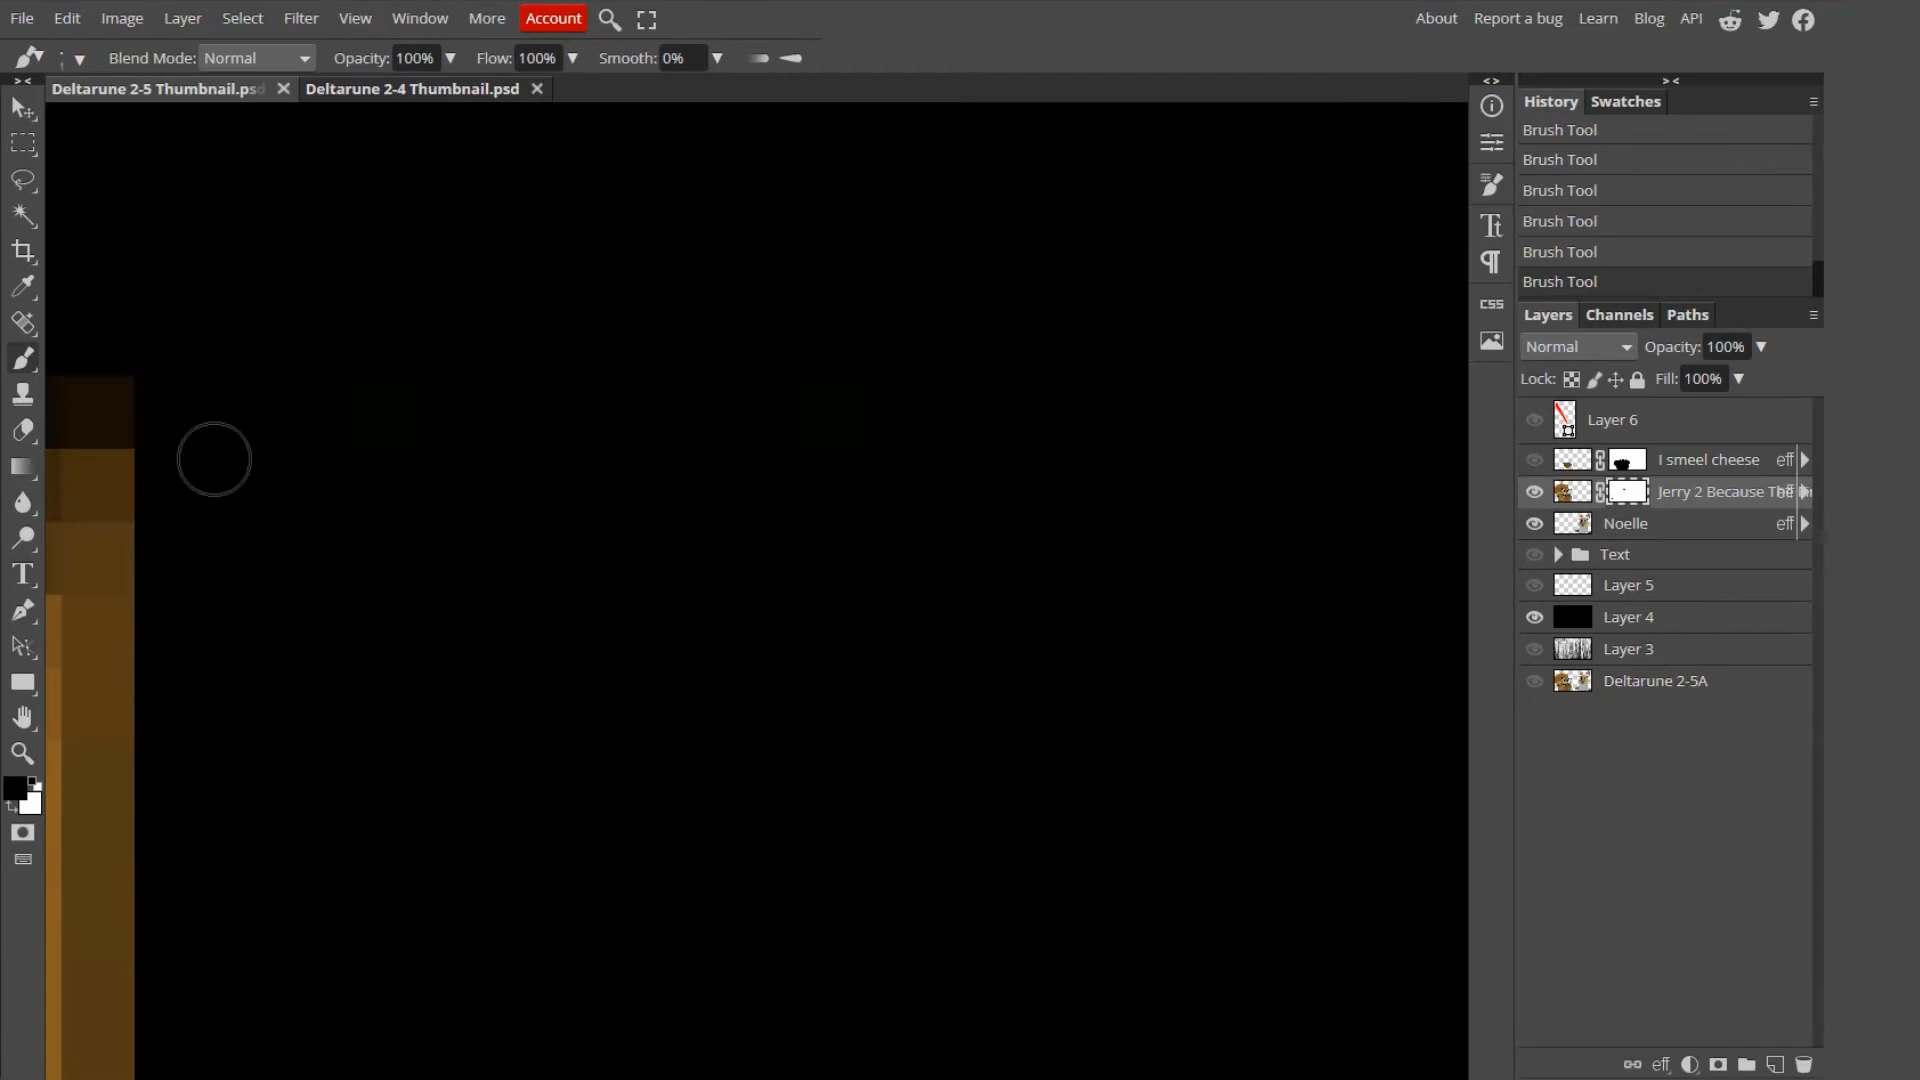 File Edit Image Layer Select Filter View Window More Account About Report a bug Learn Blog API
Blend Mode: Normal Opacity: 100% Flow: 100% Smooth: 0%
> < Deltarune 2-5 Thumbnail.psd Deltarune 2-4 Thumbnail.psd < > > <
History Swatches
Brush Tool
Brush Tool
Brush Tool
Brush Tool
Brush Tool
Brush Tool
CSS
Layers Channels Paths
Normal Opacity: 100%
Lock: Fill: 100%
Layer 6
I smeel cheese eff
Jerry 2 Because The eff
Noelle eff
Text
Layer 5
Layer 4
Layer 3
Deltarune 2-5A
eff